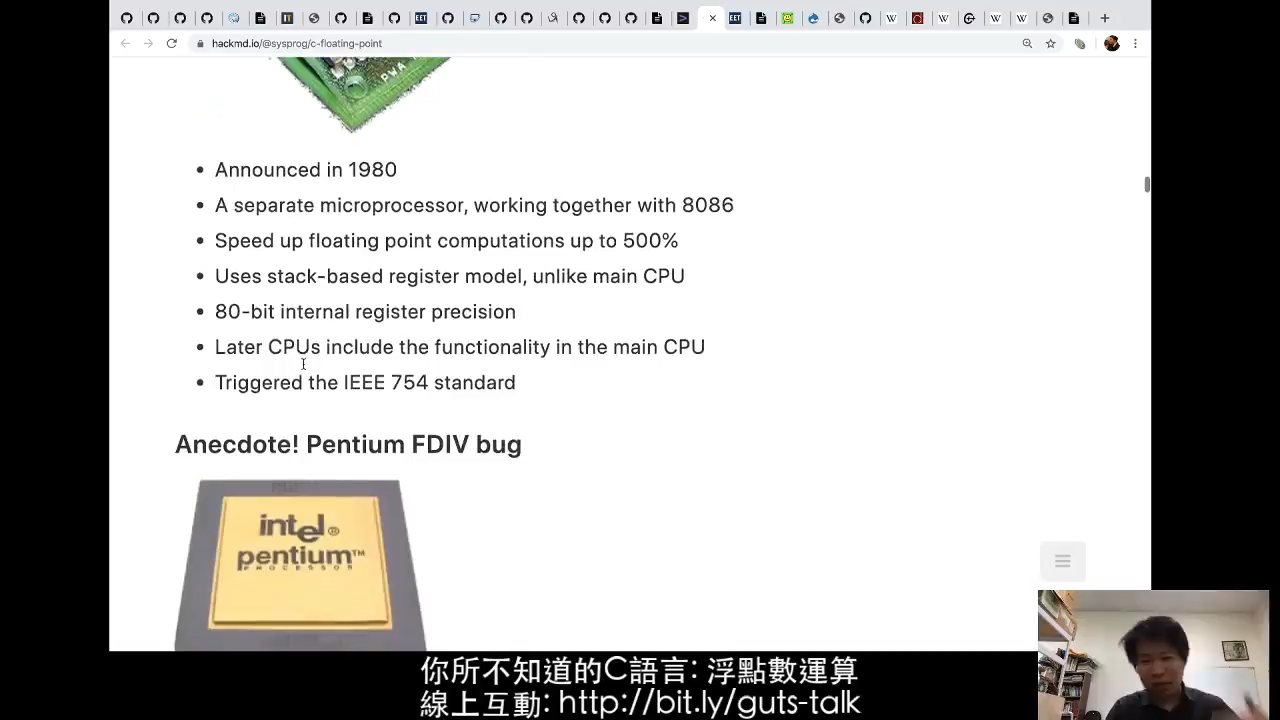 hackmd.io/@sysprog/c-floating-point
PWA
Announced in 1980
A separate microprocessor, working together with 8086
Speed up floating point computations up to 500%
Uses stack-based register model, unlike main CPU
80-bit internal register precision
Later CPUs include the functionality in the main CPU
Triggered the IEEE 754 standard
Anecdote! Pentium FDIV bug
intel®
pentium™
PROCESSOR
你所不知道的C語言: 浮點數運算
線上互動: http://bit.ly/guts-talk